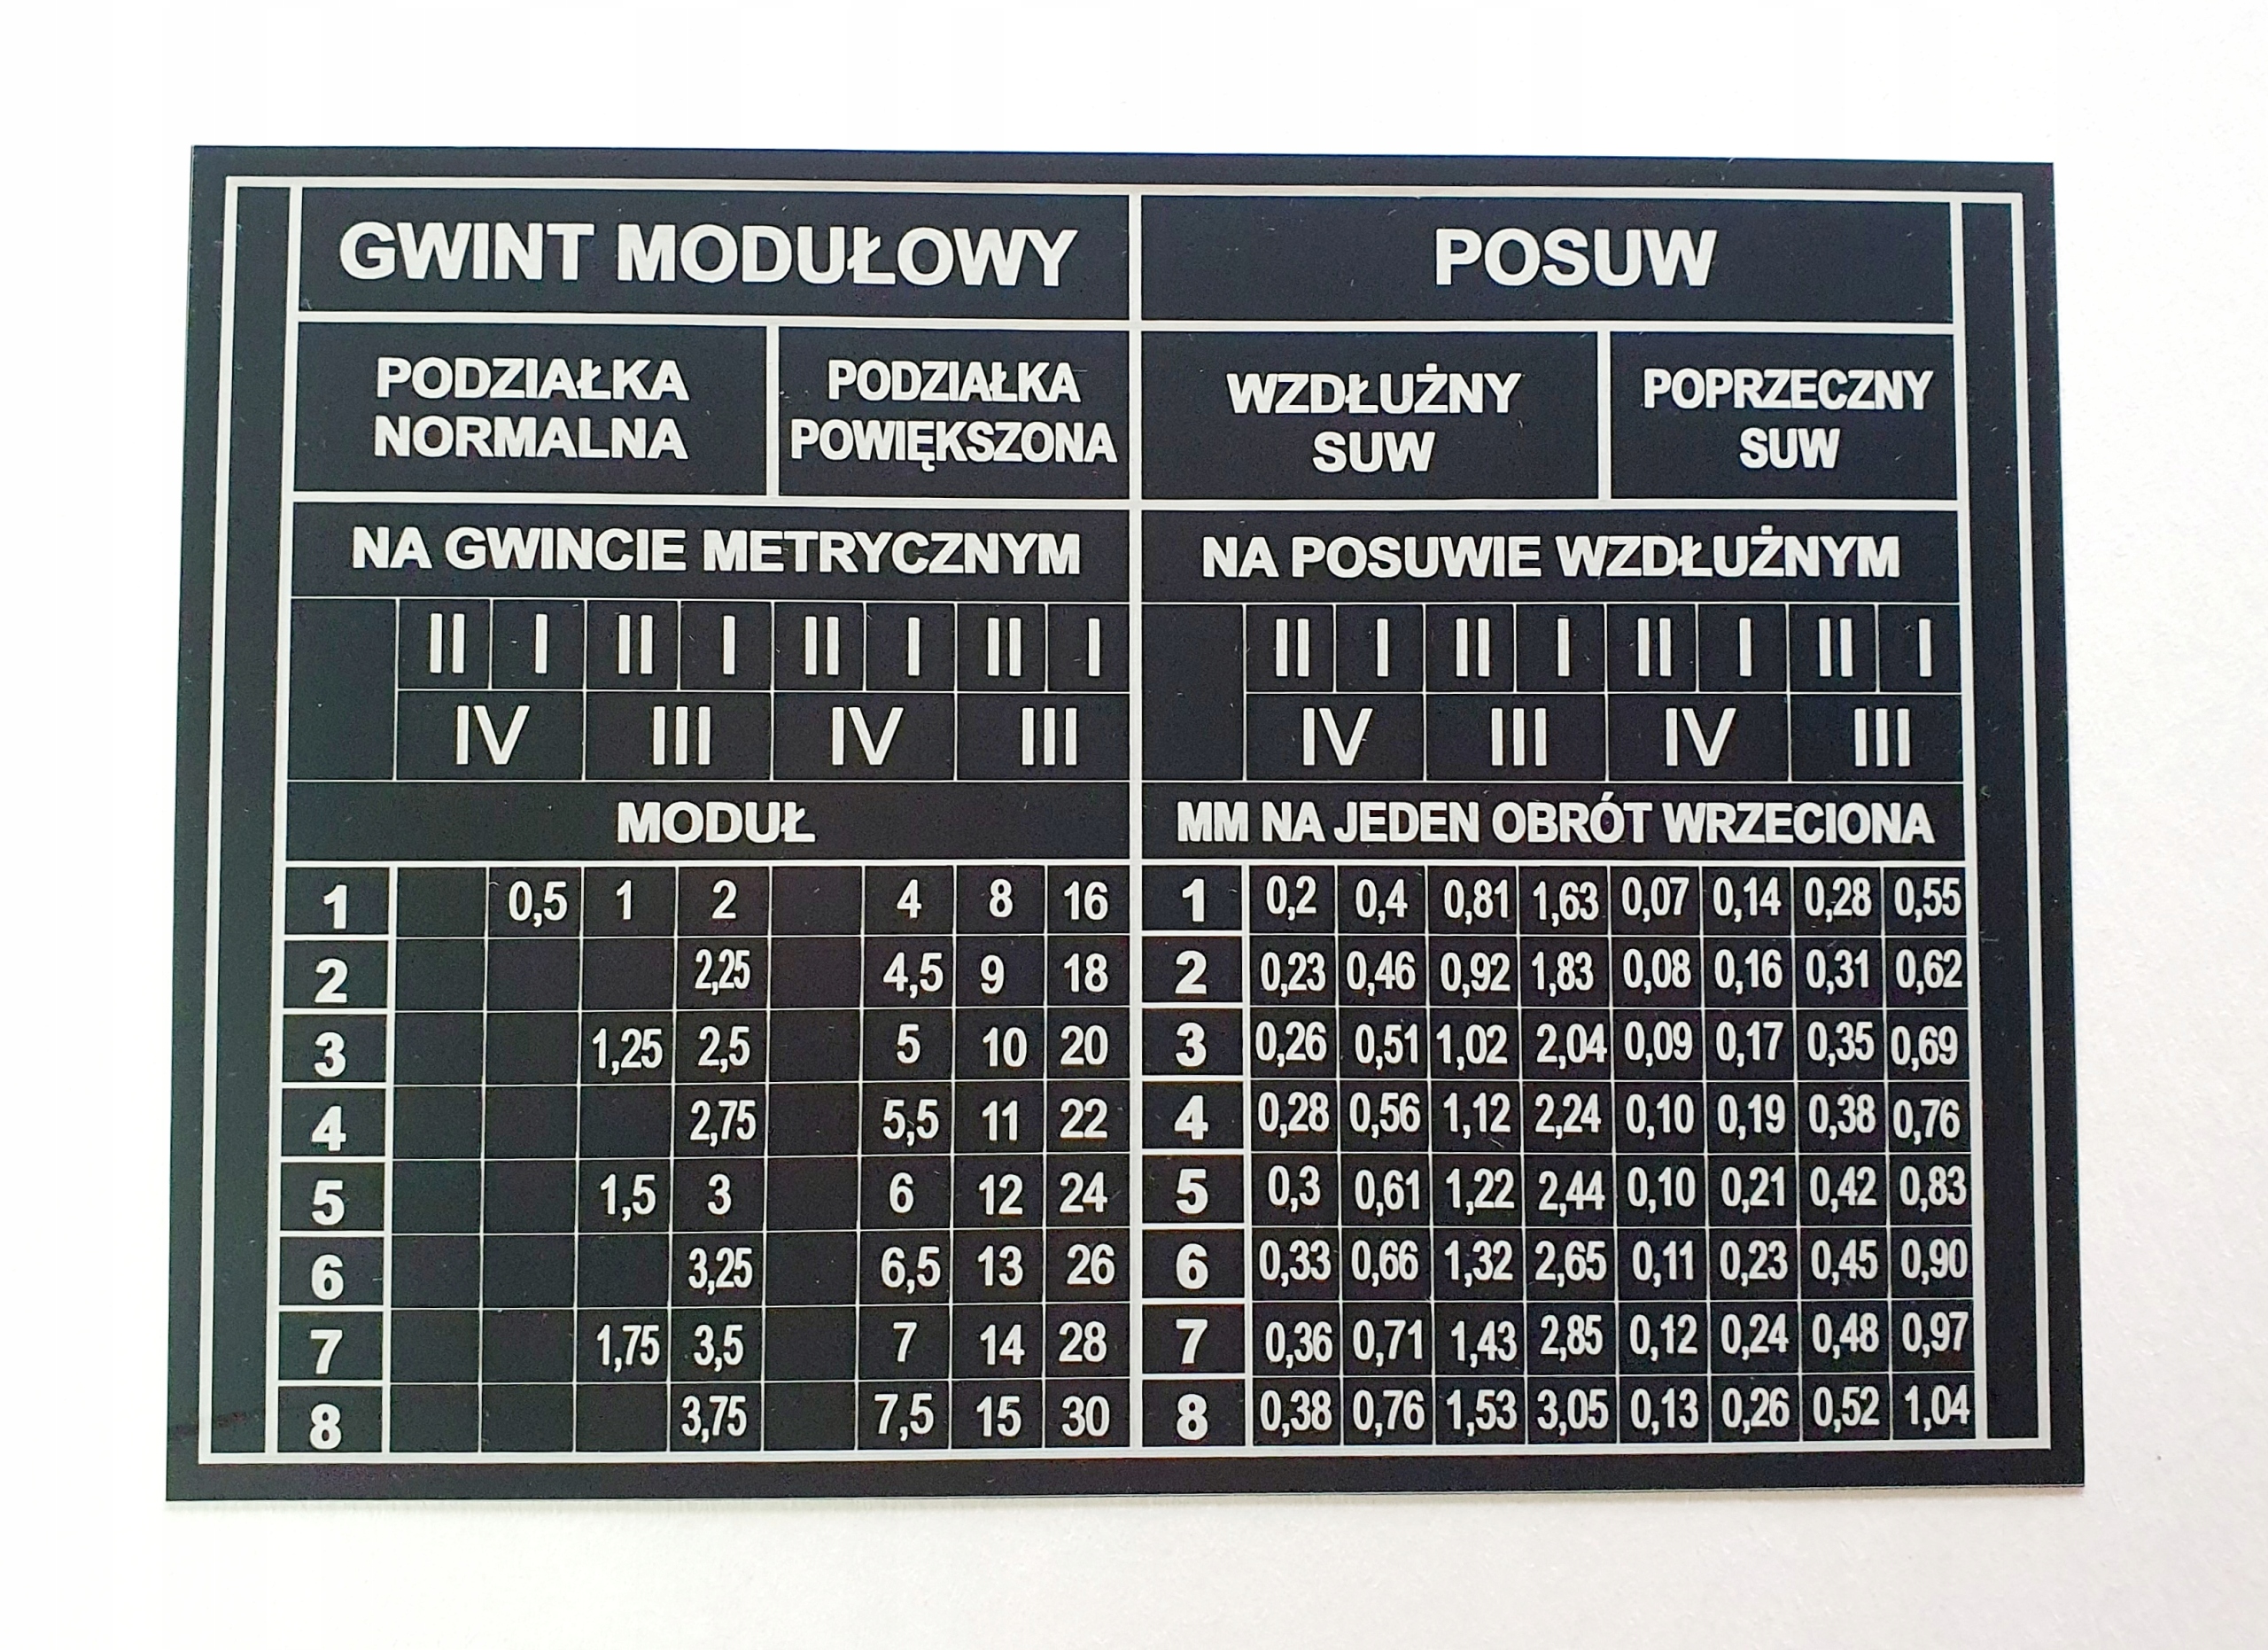 GWINT MODUŁOWY POSUW
PODZIAŁKA NORMALNA PODZIAŁKA POWIĘKSZONA WZDŁUŻNY SUW POPRZECZNY SUW
NA GWINCIE METRYCZNYM NA POSUWIE WZDŁUŻNYM
II I II I II I II I II I II I II I II I
IV III IV III IV III IV III
MODUŁ MM NA JEDEN OBRÓT WRZECIONA
1 0,5 1 2 4 8 16 1 0,2 0,4 0,81 1,63 0,07 0,14 0,28 0,55
2 2,25 4,5 9 18 2 0,23 0,46 0,92 1,83 0,08 0,16 0,31 0,62
3 1,25 2,5 5 10 20 3 0,26 0,51 1,02 2,04 0,09 0,17 0,35 0,69
4 2,75 5,5 11 22 4 0,28 0,56 1,12 2,24 0,10 0,19 0,38 0,76
5 1,5 3 6 12 24 5 0,3 0,61 1,22 2,44 0,10 0,21 0,42 0,83
6 3,25 6,5 13 26 6 0,33 0,66 1,32 2,65 0,11 0,23 0,45 0,90
7 1,75 3,5 7 14 28 7 0,36 0,71 1,43 2,85 0,12 0,24 0,48 0,97
8 3,75 7,5 15 30 8 0,38 0,76 1,53 3,05 0,13 0,26 0,52 1,04